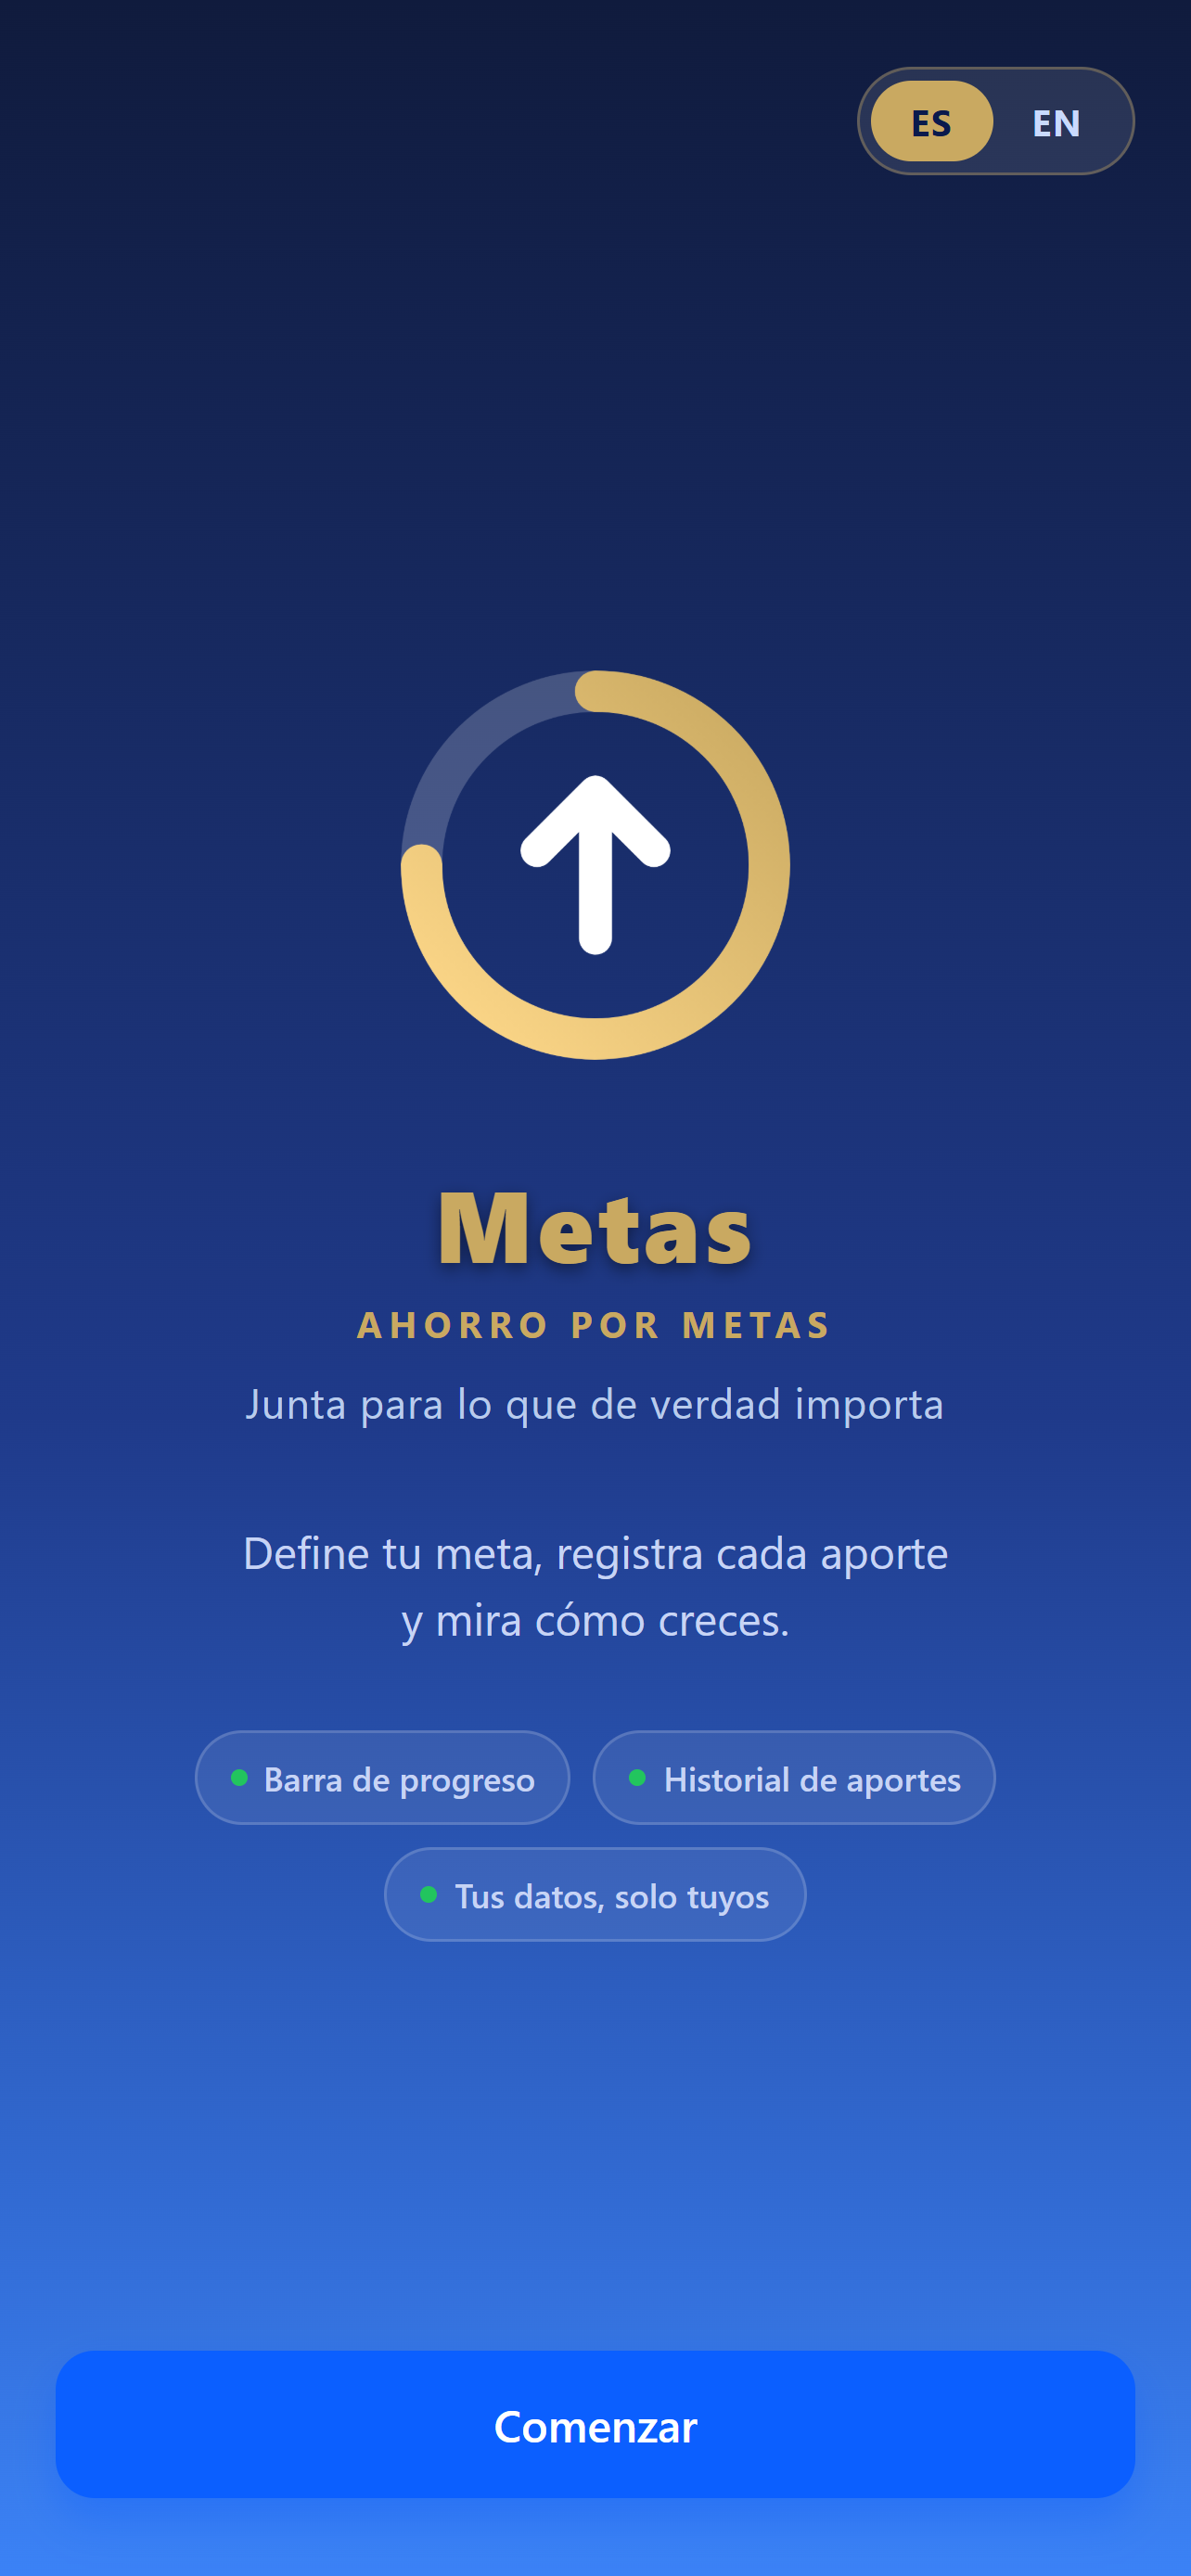 ES EN
Metas
AHORRO POR METAS
Junta para lo que de verdad importa
Define tu meta, registra cada aporte
y mira cómo creces.
Barra de progreso Historial de aportes
Tus datos, solo tuyos
Comenzar